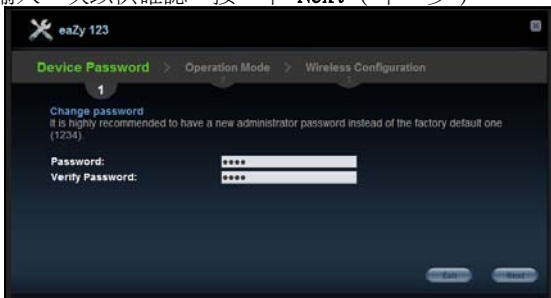 eaZy 123
Device Password > Operation Mode > Wireless Configuration
1
Change password
It is highly recommended to have a new administrator password instead of the factory default one
(1234)
Password: ••••
Verify Password: ••••
Exit Next